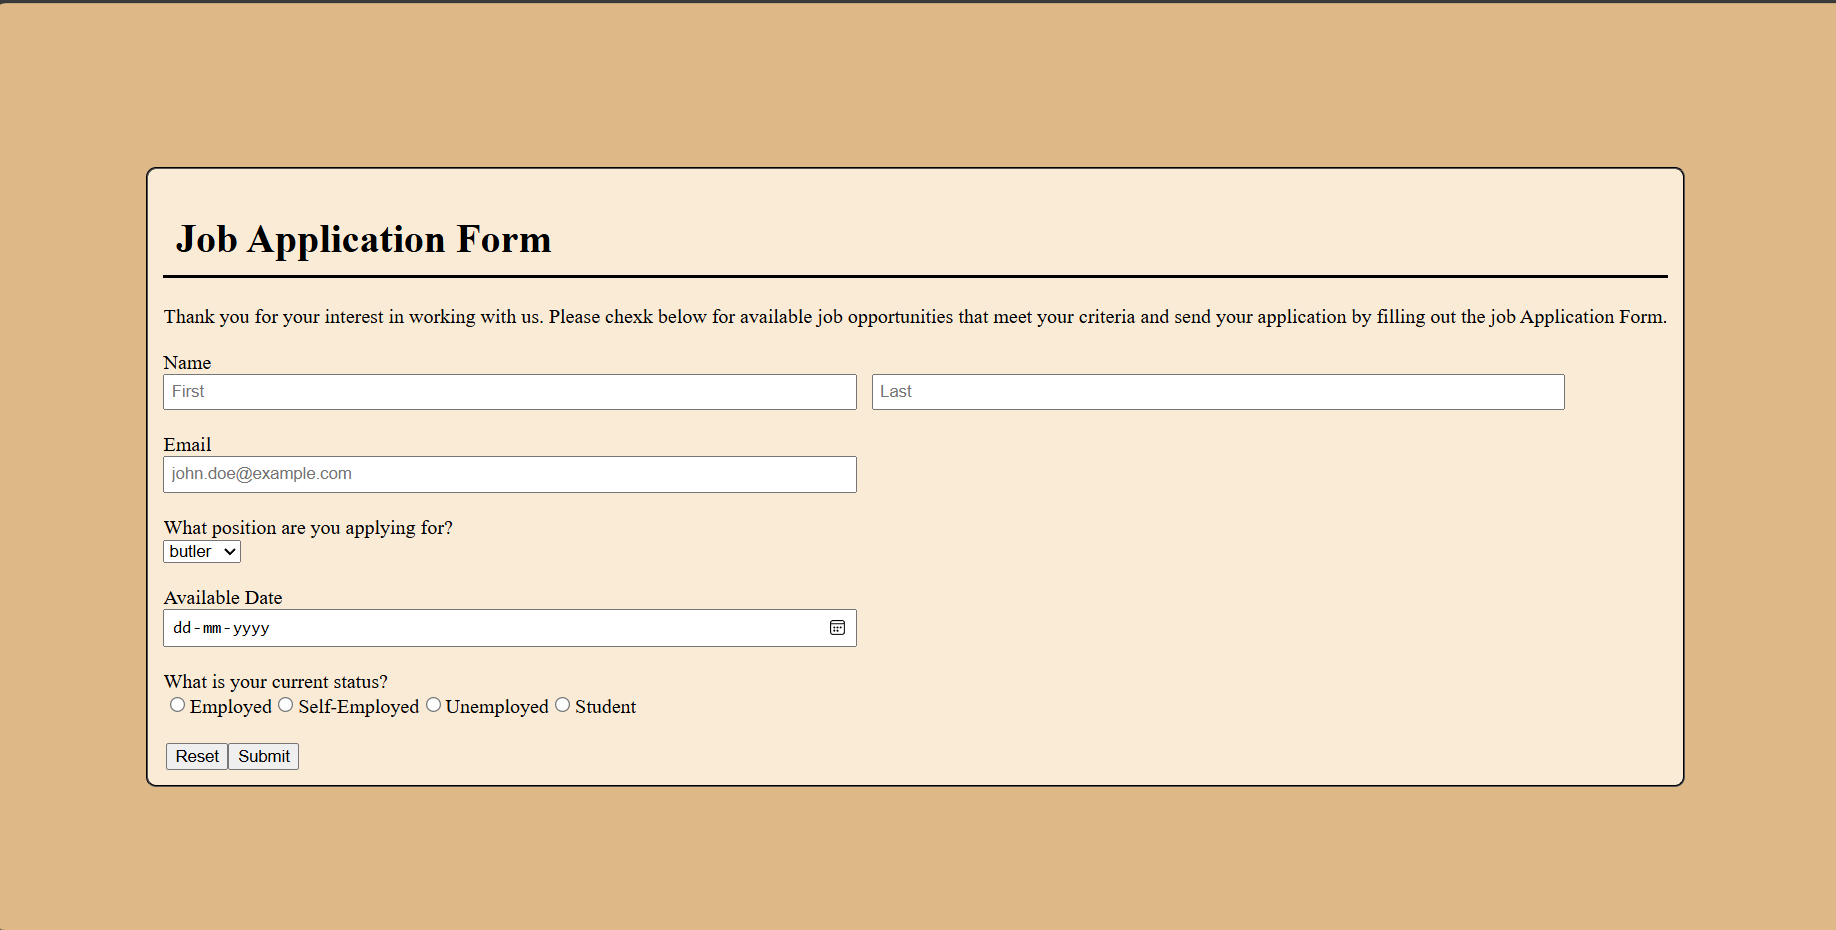 Job Application Form
Thank you for your interest in working with us. Please chexk below for available job opportunities that meet your criteria and send your application by filling out the job Application Form.
Name
First Last
Email
john.doe@example.com
What position are you applying for?
butler
Available Date
dd-mm-yyyy
What is your current status?
Employed Self-Employed Unemployed Student
Reset Submit